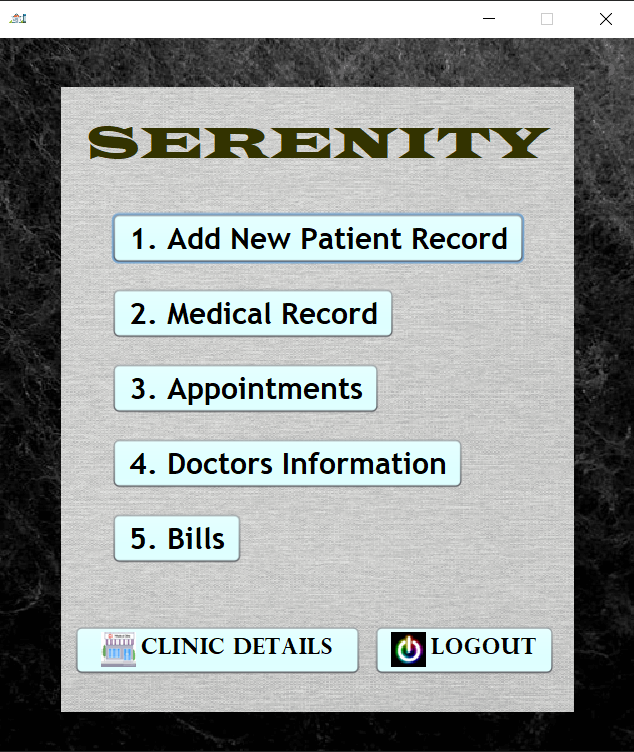 SERENITY
1. Add New Patient Record
2. Medical Record
3. Appointments
4. Doctors Information
5. Bills
CLINIC DETAILS
LOGOUT